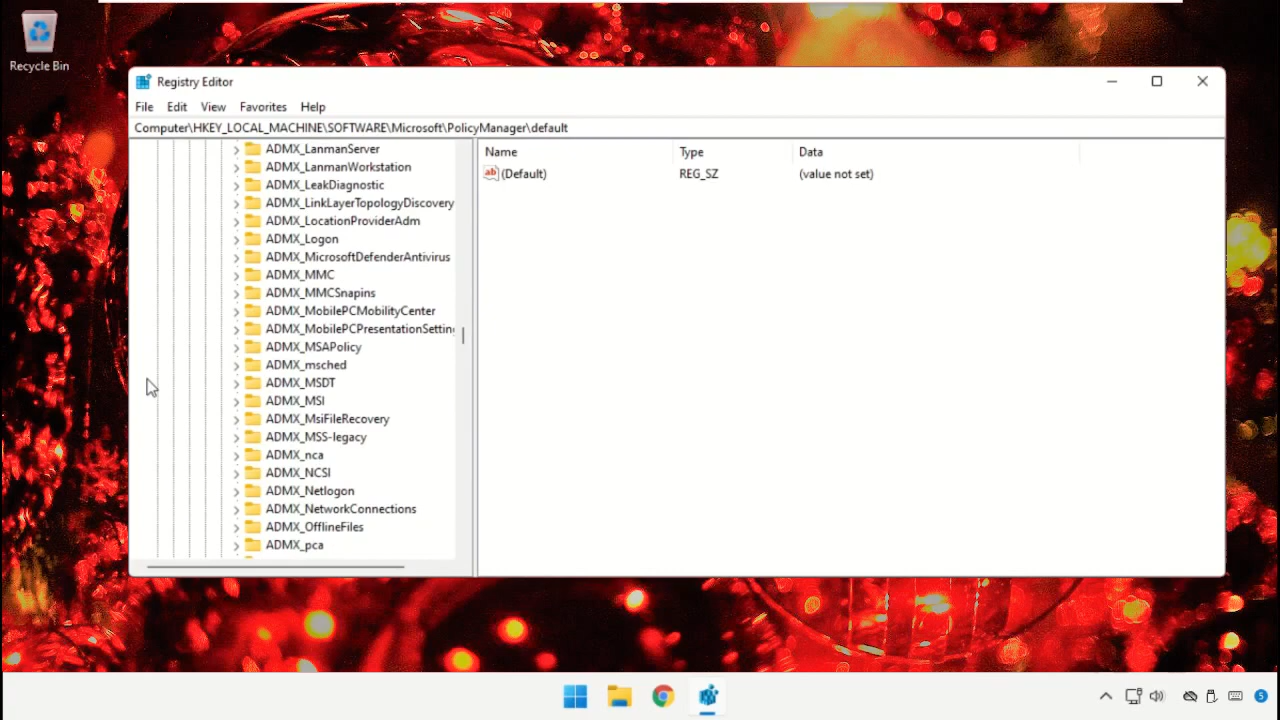 Recycle Bin
Registry Editor
File Edit View Favorites Help
Computer\HKEY_LOCAL_MACHINE\SOFTWARE\Microsoft\PolicyManager\default
Name Type Data
(Default) REG_SZ (value not set)
ADMX_LanmanServer
ADMX_LanmanWorkstation
ADMX_LeakDiagnostic
ADMX_LinkLayerTopologyDiscovery
ADMX_LocationProviderAdm
ADMX_Logon
ADMX_MicrosoftDefenderAntivirus
ADMX_MMC
ADMX_MMCSnapins
ADMX_MobilePCMobilityCenter
ADMX_MobilePCPresentationSetting
ADMX_MSAPolicy
ADMX_msched
ADMX_MSDT
ADMX_MSI
ADMX_MsiFileRecovery
ADMX_MSS-legacy
ADMX_nca
ADMX_NCSI
ADMX_Netlogon
ADMX_NetworkConnections
ADMX_OfflineFiles
ADMX_pca
5